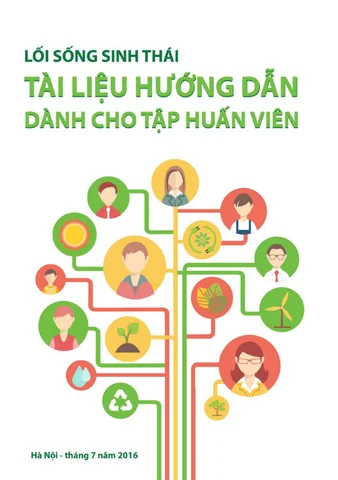 LỐI SỐNG SINH THÁI
TÀI LIỆU HƯỚNG DẪN
DÀNH CHO TẬP HUẤN VIÊN
Hà Nội - tháng 7 năm 2016